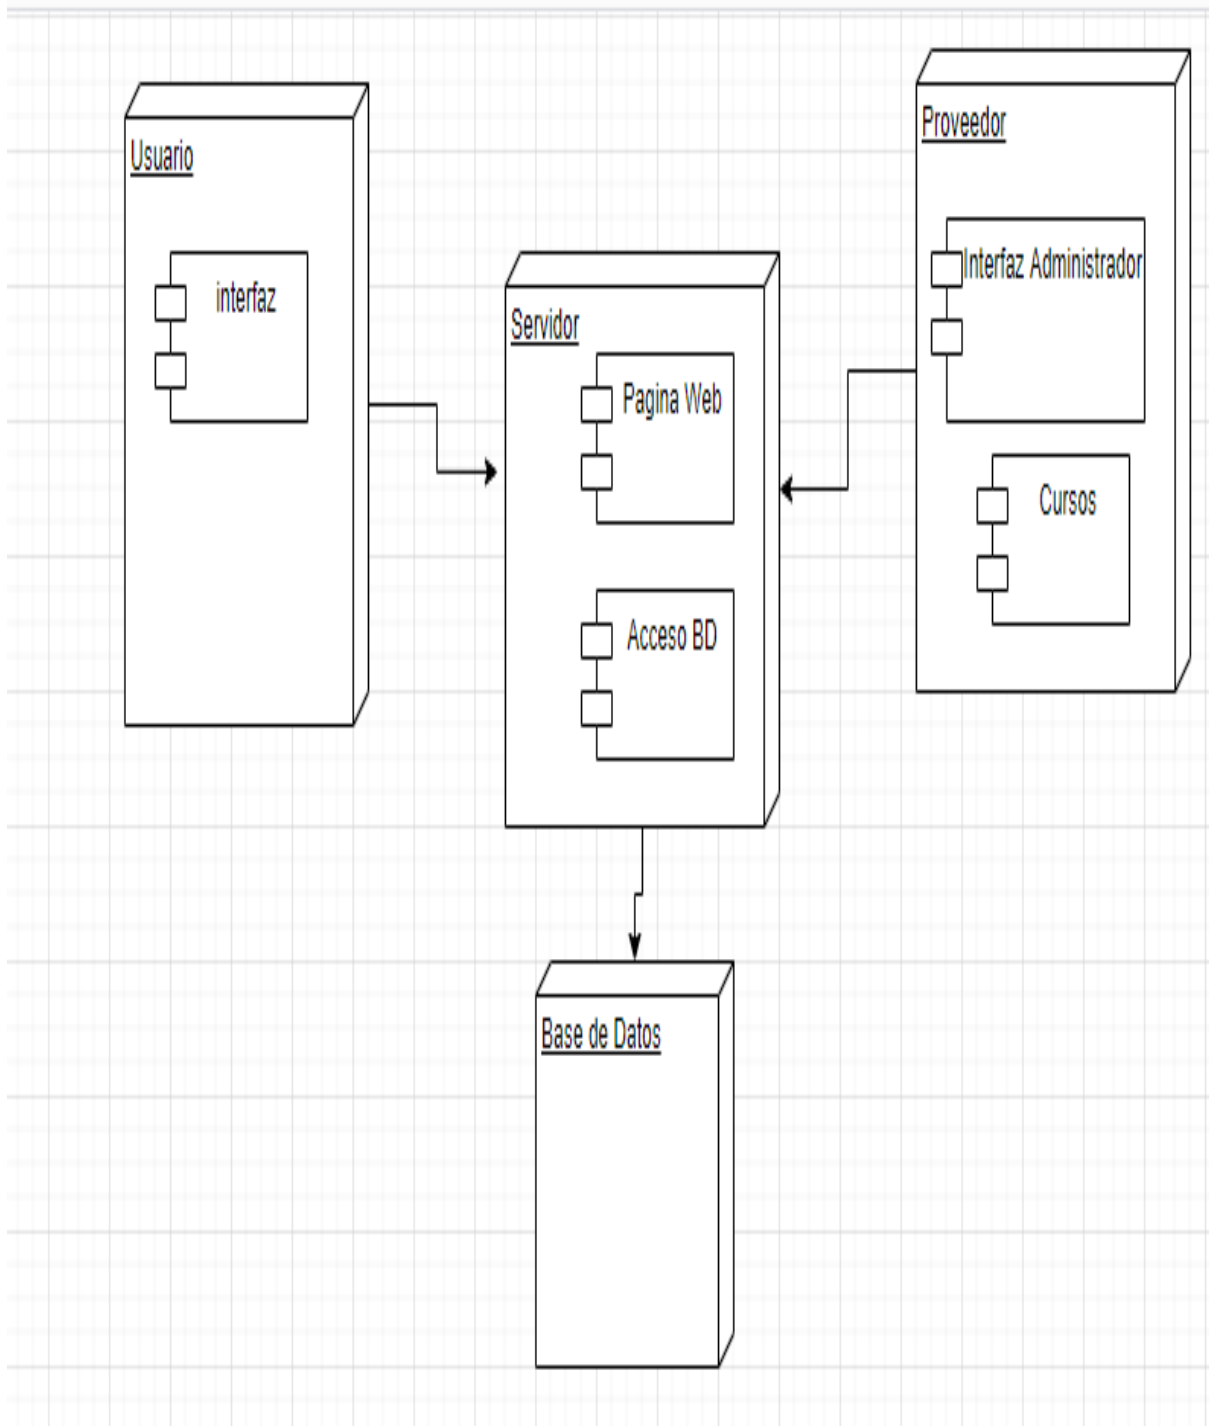 Usuario
interfaz
Servidor
Pagina Web
Acceso BD
Proveedor
Interfaz Administrador
Cursos
Base de Datos